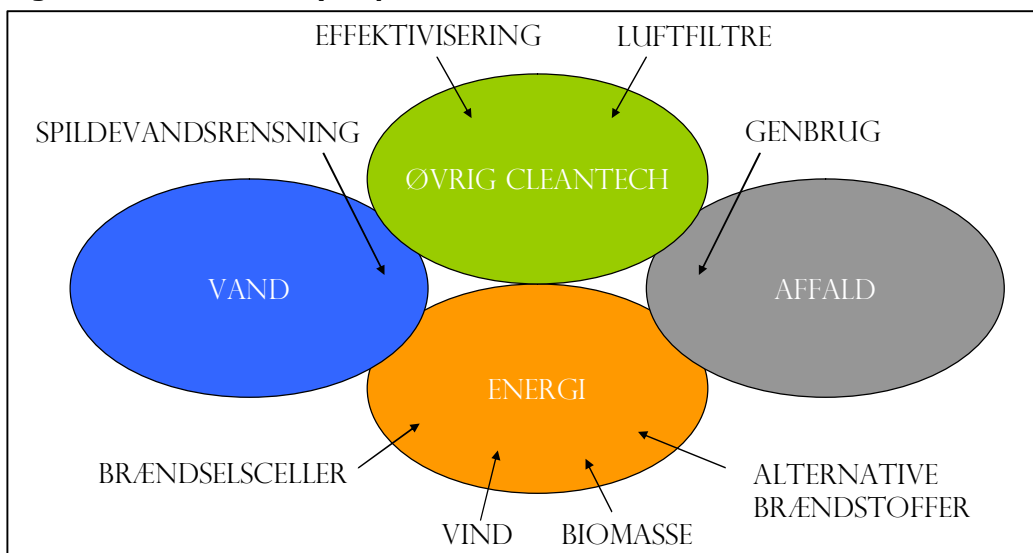 EFFEKTIVISERING
LUFTFILTRE
SPILDEVANDSRENSNING
GENBRUG
ØVRIG CLEANTECH
VAND
AFFALD
ENERGI
BRÆNDSELSCELLER
ALTERNATIVE
BRÆNDSTOFFER
VIND
BIOMASSE